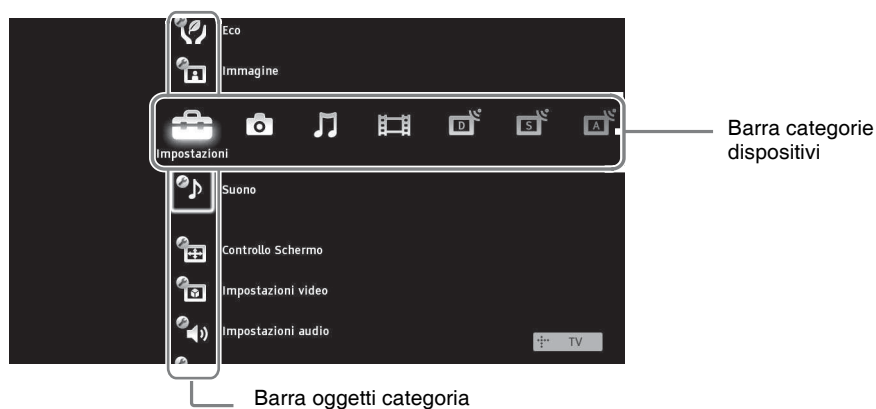 Eco
Immagine
D
S
A
Impostazioni
Barra categorie
dispositivi
Suono
Controllo Schermo
Impostazioni video
Impostazioni audio
TV
Barra oggetti categoria